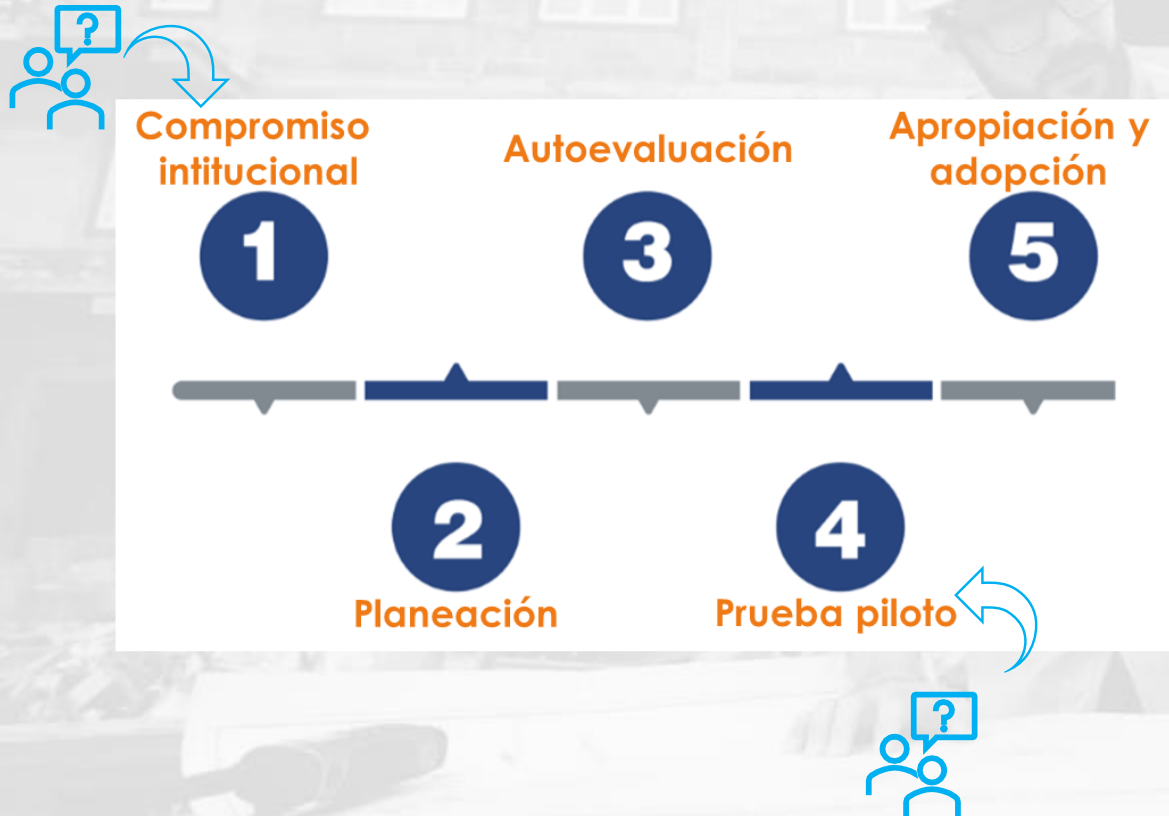 ?
Compromiso
intitucional
1
Autoevaluación
3
Apropiación y
adopción
5
2
Planeación
4
Prueba piloto
?